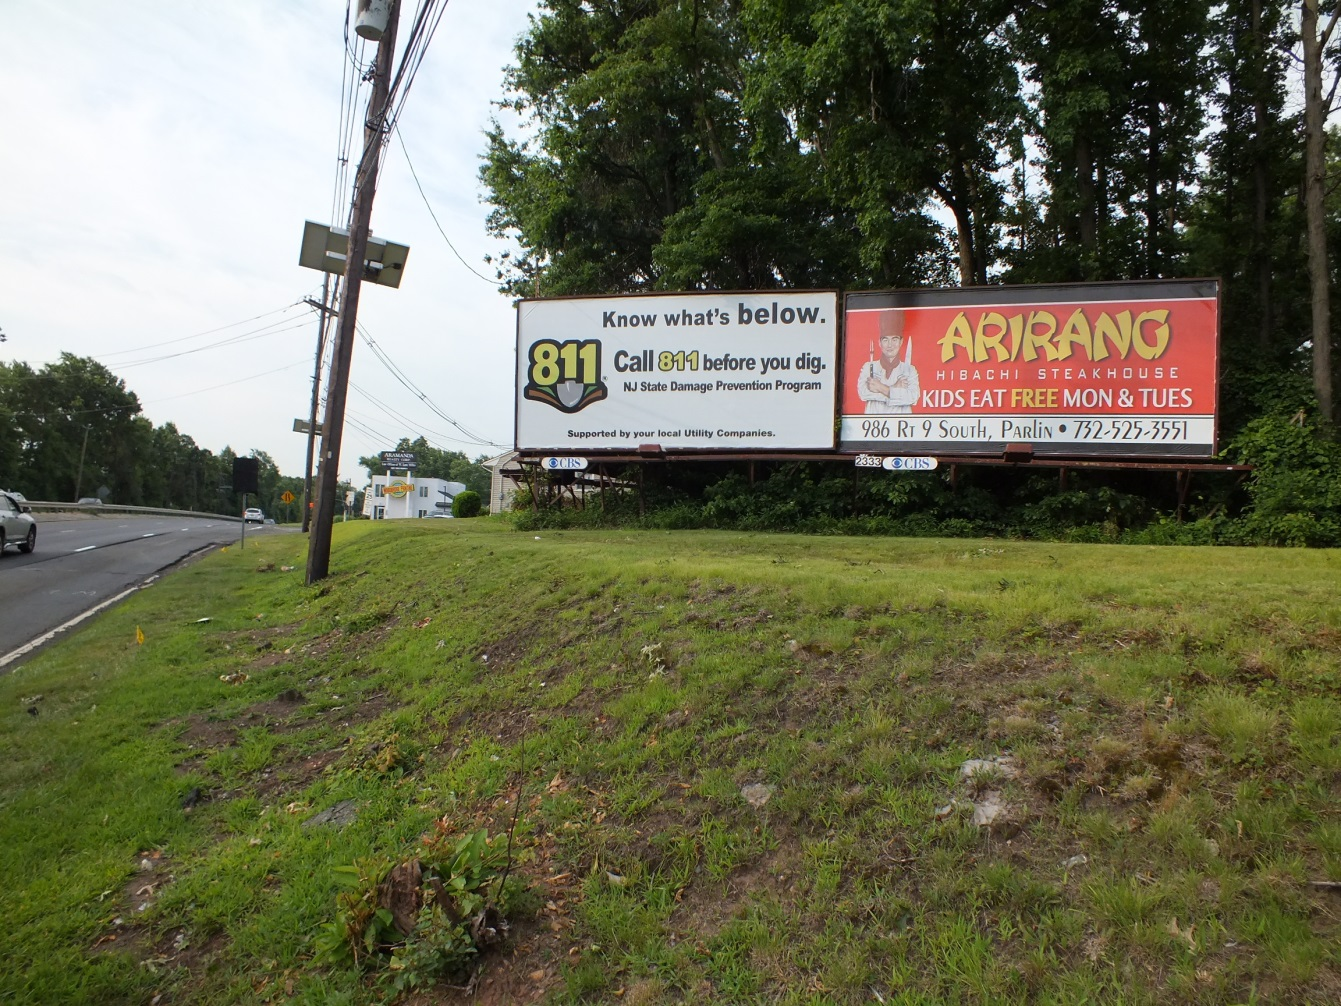 Know what's below.
811
Call 811 before you dig.
NJ State Damage Prevention Program
Supported by your local Utility Companies.
CBS
ARIRANG
HIBACHI STEAKHOUSE
KIDS EAT FREE MON & TUES
986 RT 9 SOUTH, PARLIN • 732-525-3551
2333
CBS